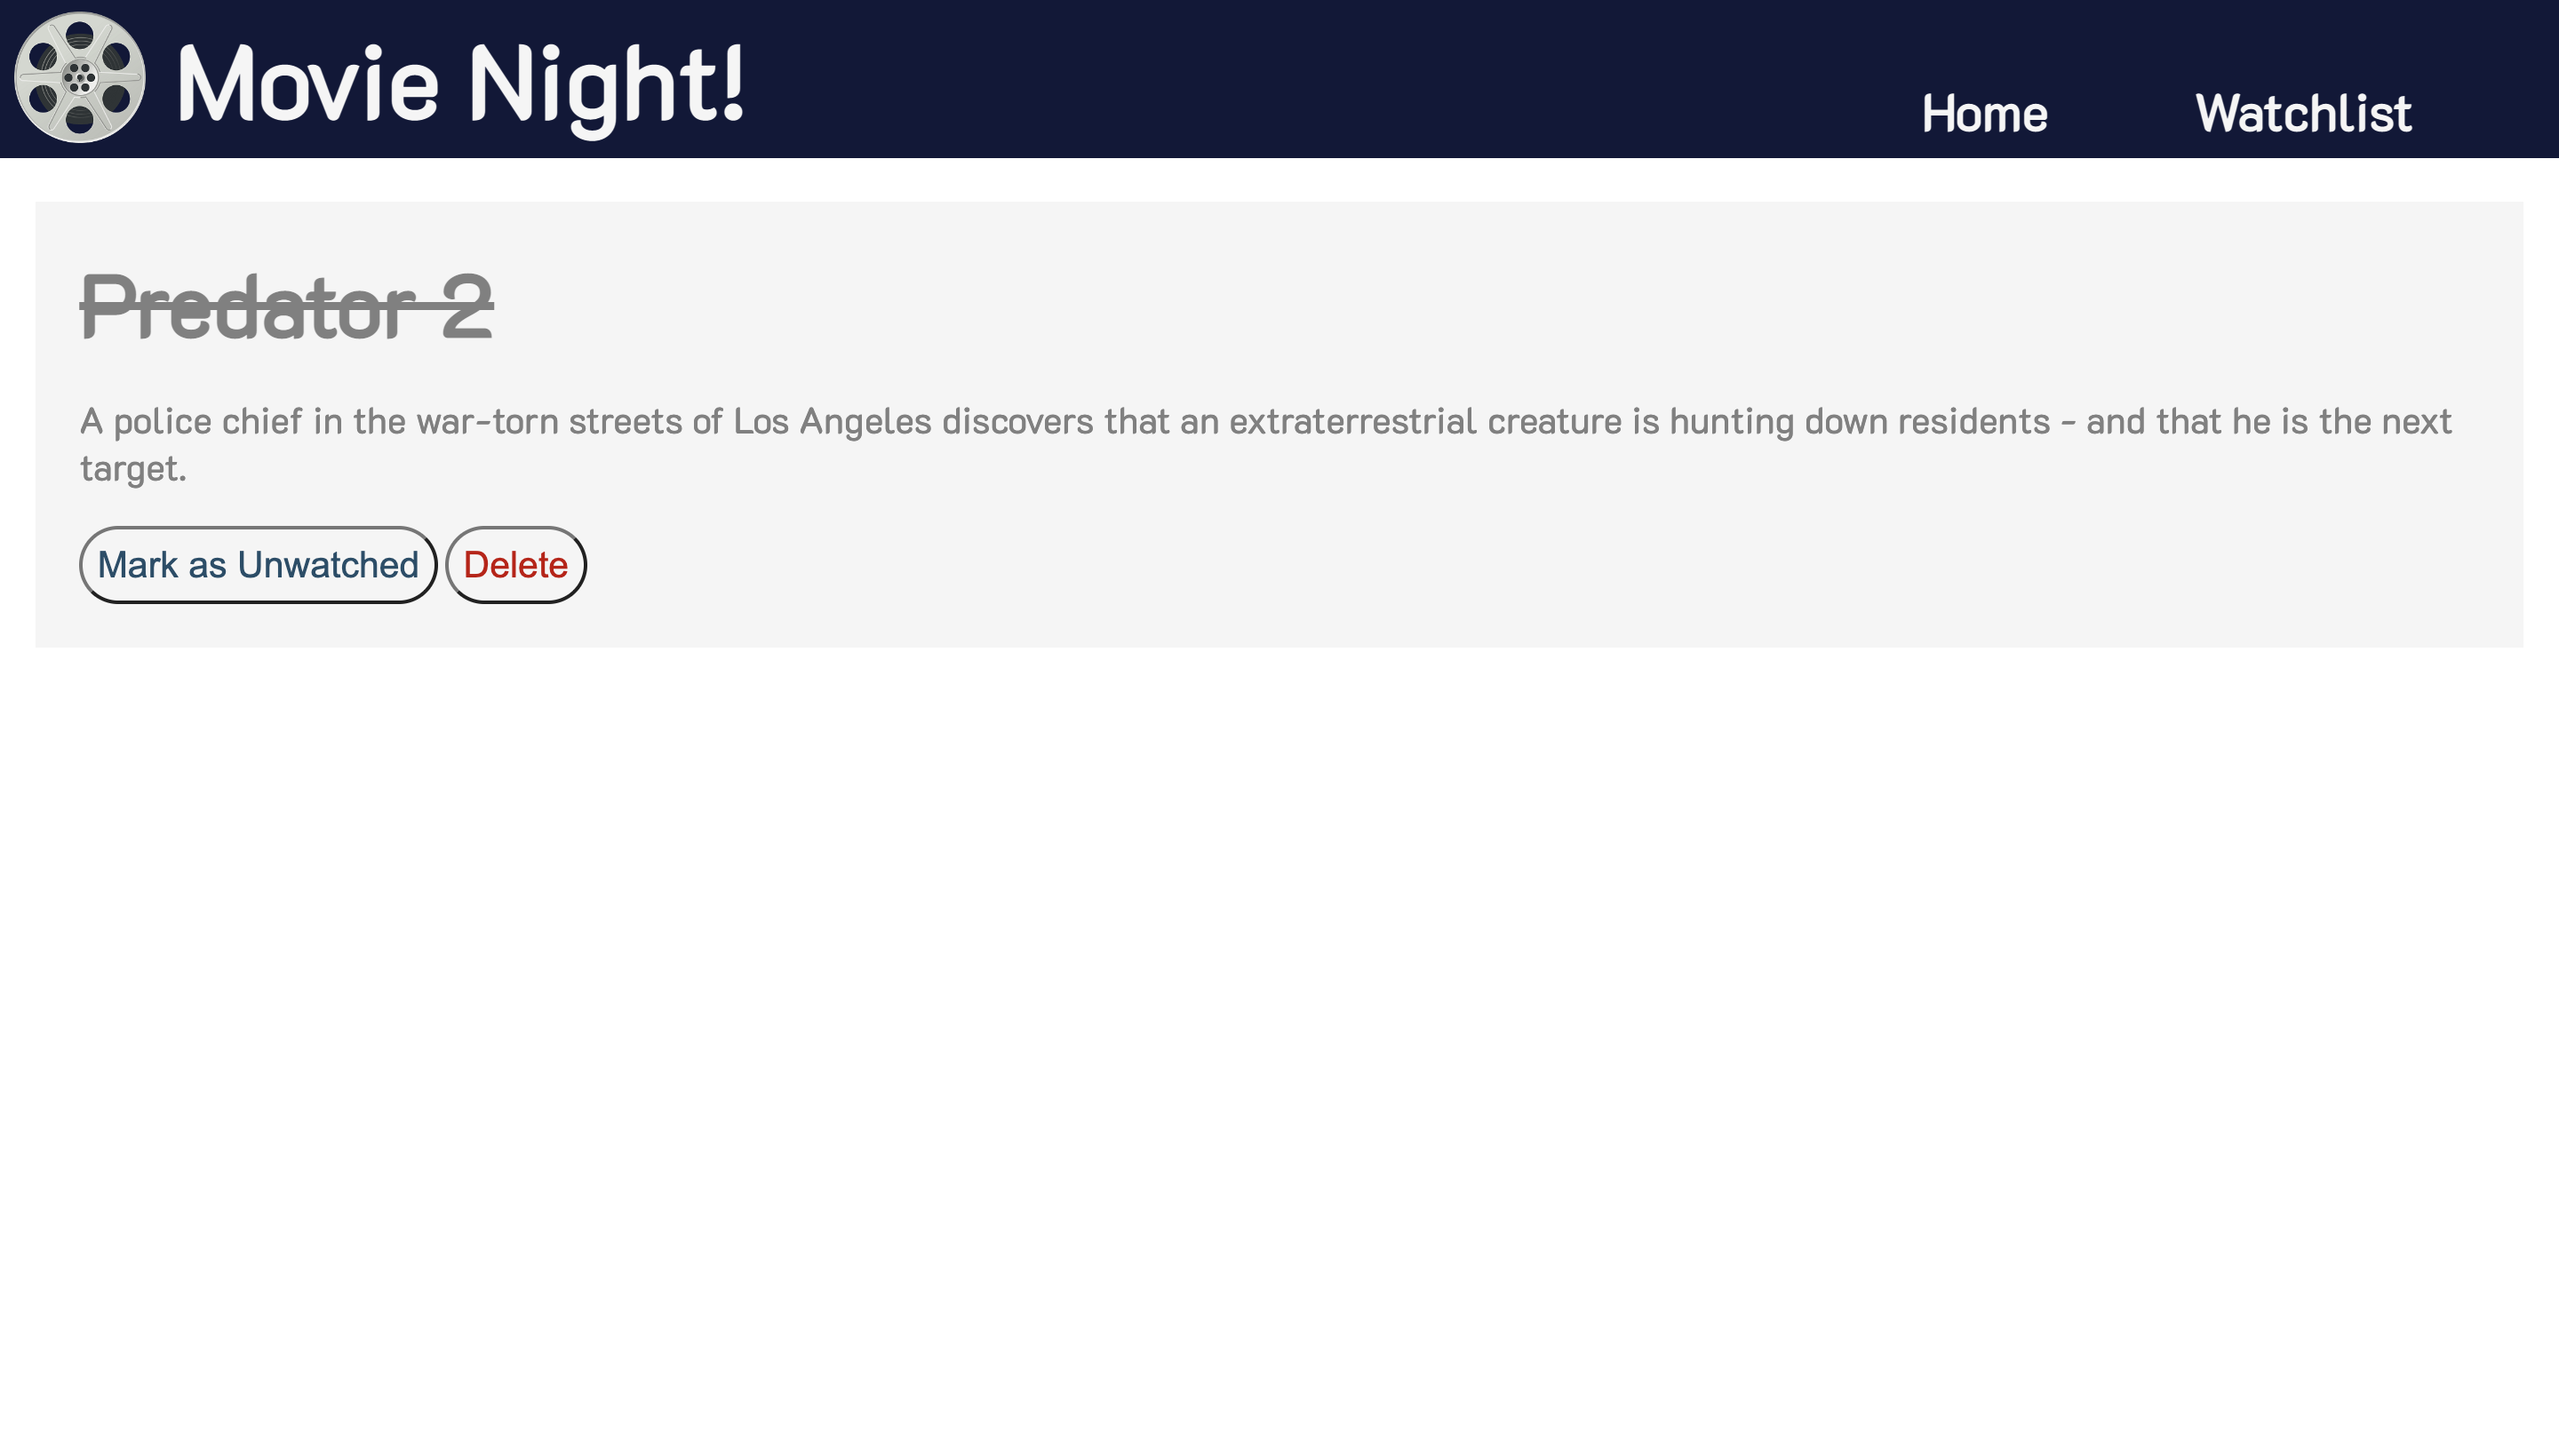 Movie Night!
Home
Watchlist
Predator 2
A police chief in the war-torn streets of Los Angeles discovers that an extraterrestrial creature is hunting down residents - and that he is the next
target.
Mark as Unwatched
Delete